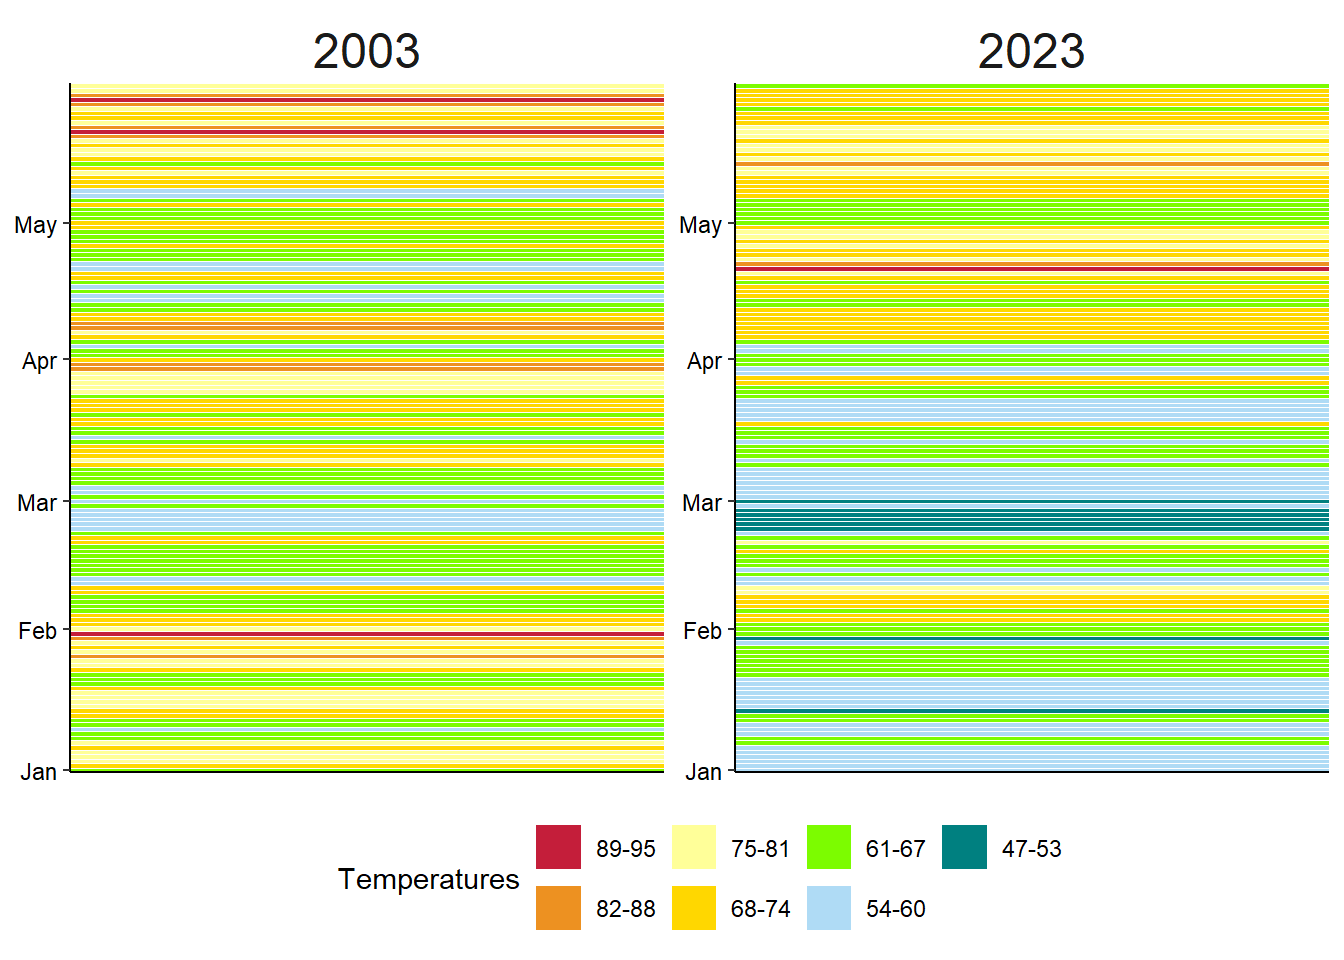 2003 2023
May May
Apr Apr
Mar Mar
Feb Feb
Jan Jan
Temperatures
89-95 75-81 61-67 47-53
82-88 68-74 54-60